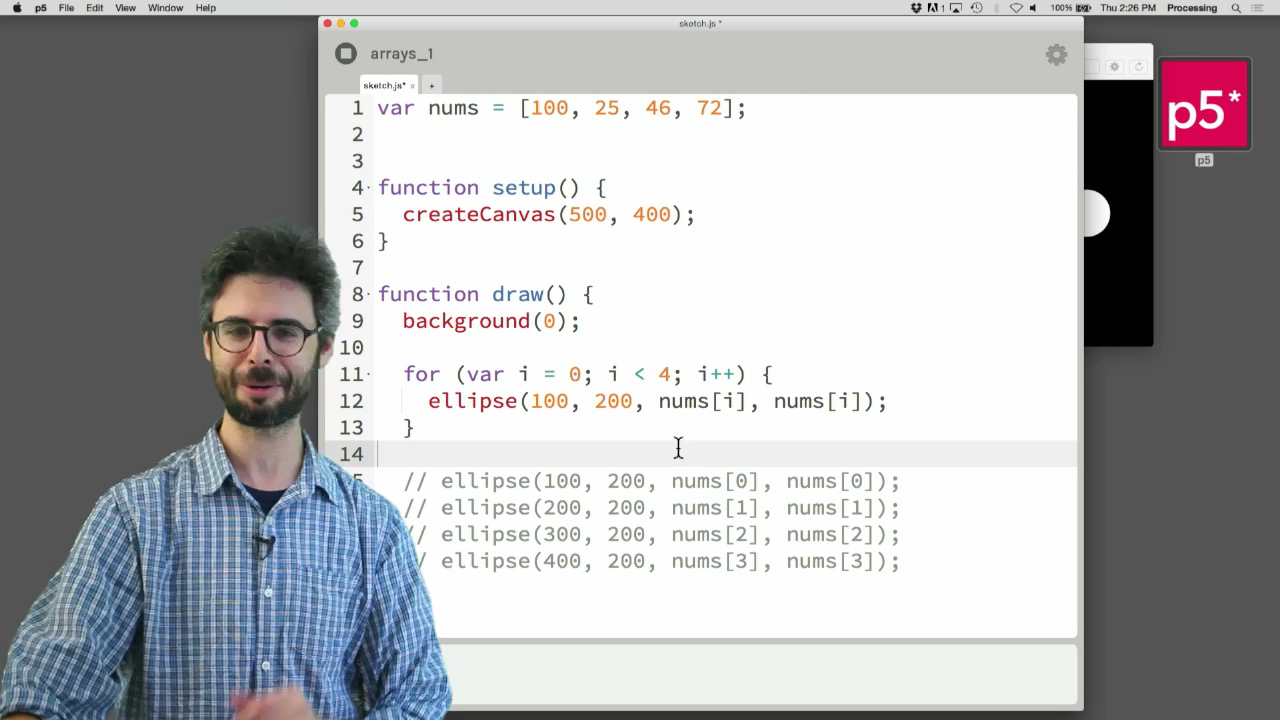 p5 File Edit View Window Help
1 100% Thu 2:26 PM Processing
sketch.js *
arrays_1
sketch.js* × +
1 var nums = [100, 25, 46, 72];
2
3
4 function setup() {
5 createCanvas(500, 400);
6 }
7
8 function draw() {
9 background(0);
10
11 for (var i = 0; i < 4; i++) {
12 ellipse(100, 200, nums[i], nums[i]);
13 }
14
// ellipse(100, 200, nums[0], nums[0]);
// ellipse(200, 200, nums[1], nums[1]);
/ ellipse(300, 200, nums[2], nums[2]);
/ ellipse(400, 200, nums[3], nums[3]);
p5*
p5